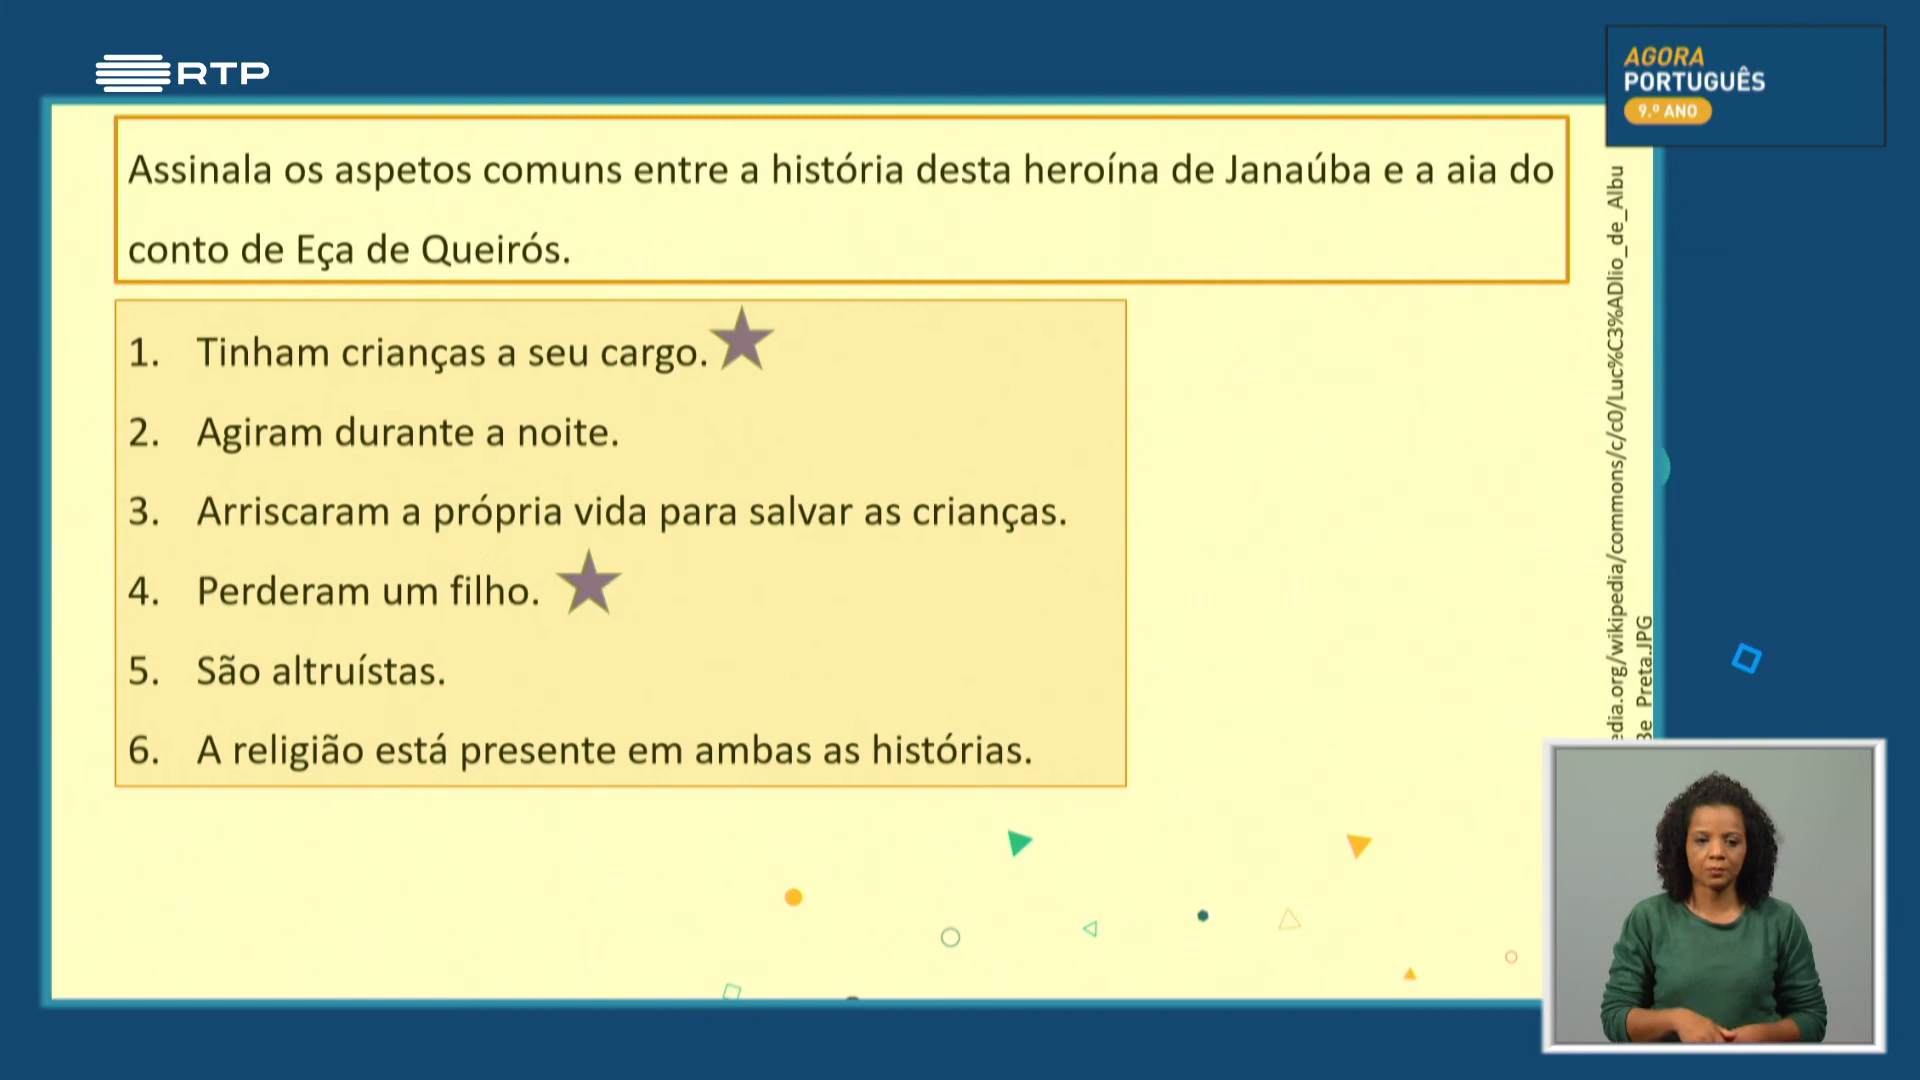 RTP
AGORA
PORTUGUÊS
9.º ANO
Assinala os aspetos comuns entre a história desta heroína de Janaúba e a aia do
conto de Eça de Queirós.
1. Tinham crianças a seu cargo.
2. Agiram durante a noite.
3. Arriscaram a própria vida para salvar as crianças.
4. Perderam um filho.
5. São altruístas.
6. A religião está presente em ambas as histórias.
edia.org/wikipedia/commons/c/c0/Luc%C3%ADlio_de_Albu
Preta.JPG